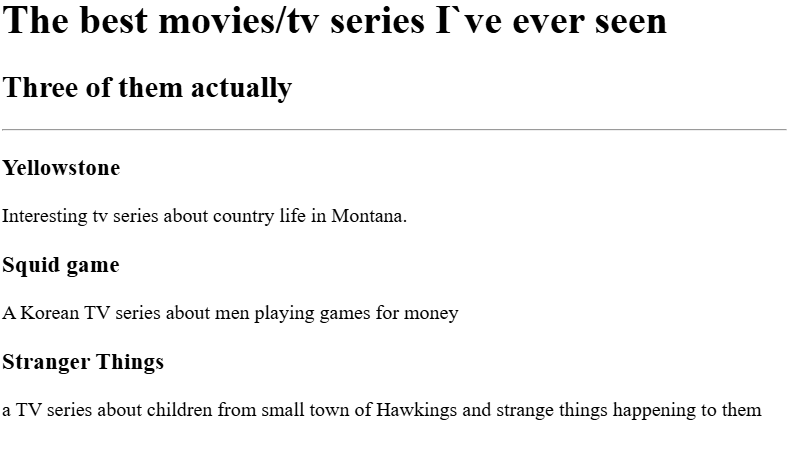 The best movies/tv series I`ve ever seen
Three of them actually
Yellowstone
Interesting tv series about country life in Montana.
Squid game
A Korean TV series about men playing games for money
Stranger Things
a TV series about children from small town of Hawkings and strange things happening to them